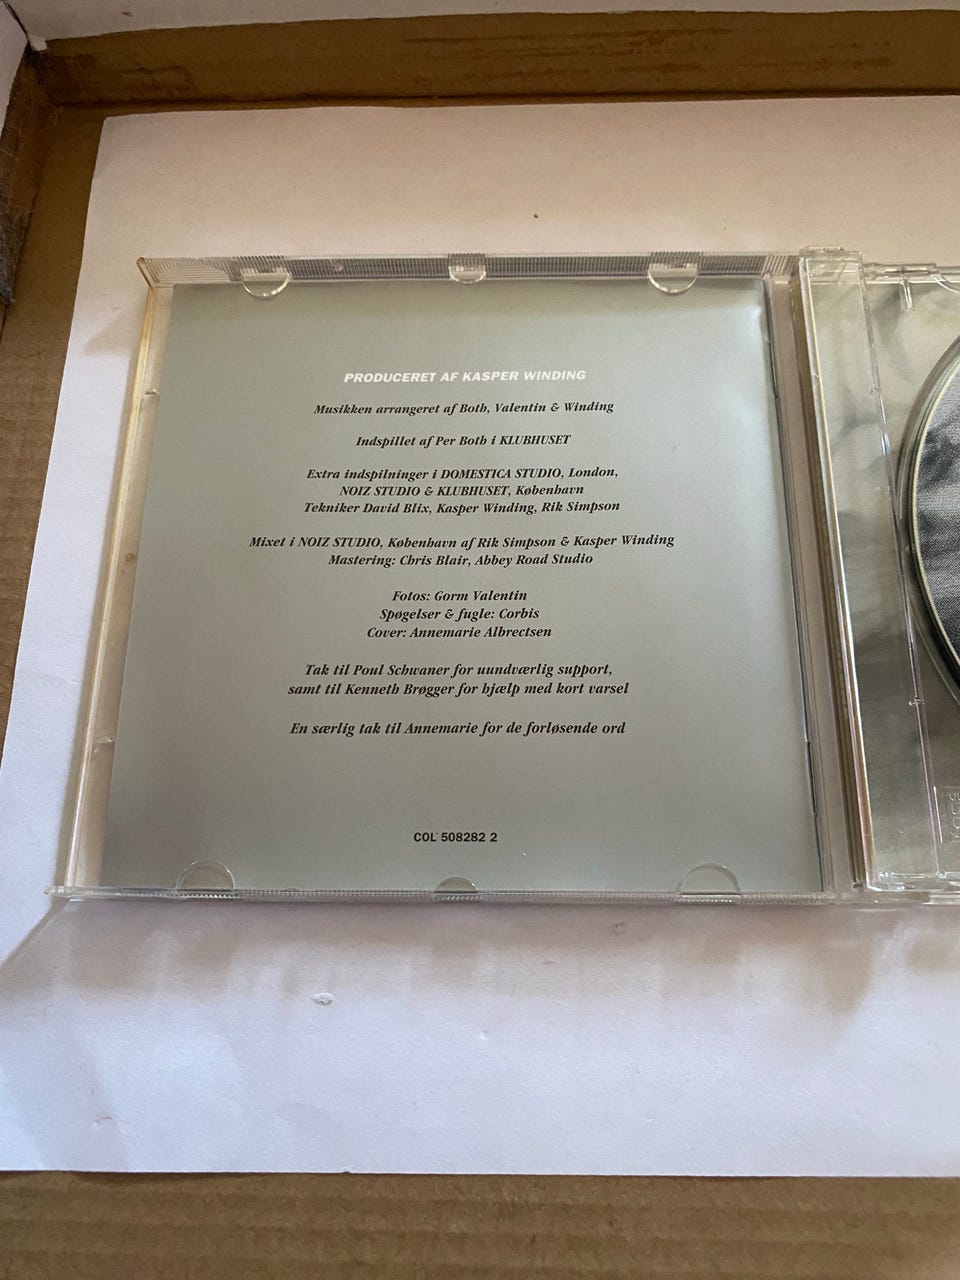 PRODUCERET AF KASPER WINDING
Musikken arrangeret af Both, Valentin & Winding
Indspillet af Per Both i KLUBHUSET
Extra indspilninger i DOMESTICA STUDIO, London,
NOIZ STUDIO & KLUBHUSET, København
Tekniker David Blix, Kasper Winding, Rik Simpson
Mixet i NOIZ STUDIO, København af Rik Simpson & Kasper Winding
Mastering: Chris Blair, Abbey Road Studio
Fotos: Gorm Valentin
Spøgelser & fugle: Corbis
Cover: Annemarie Albrectsen
Tak til Poul Schwaner for uundværlig support,
samt til Kenneth Brøgger for hjælp med kort varsel
En særlig tak til Annemarie for de forløsende ord
COL 508282 2